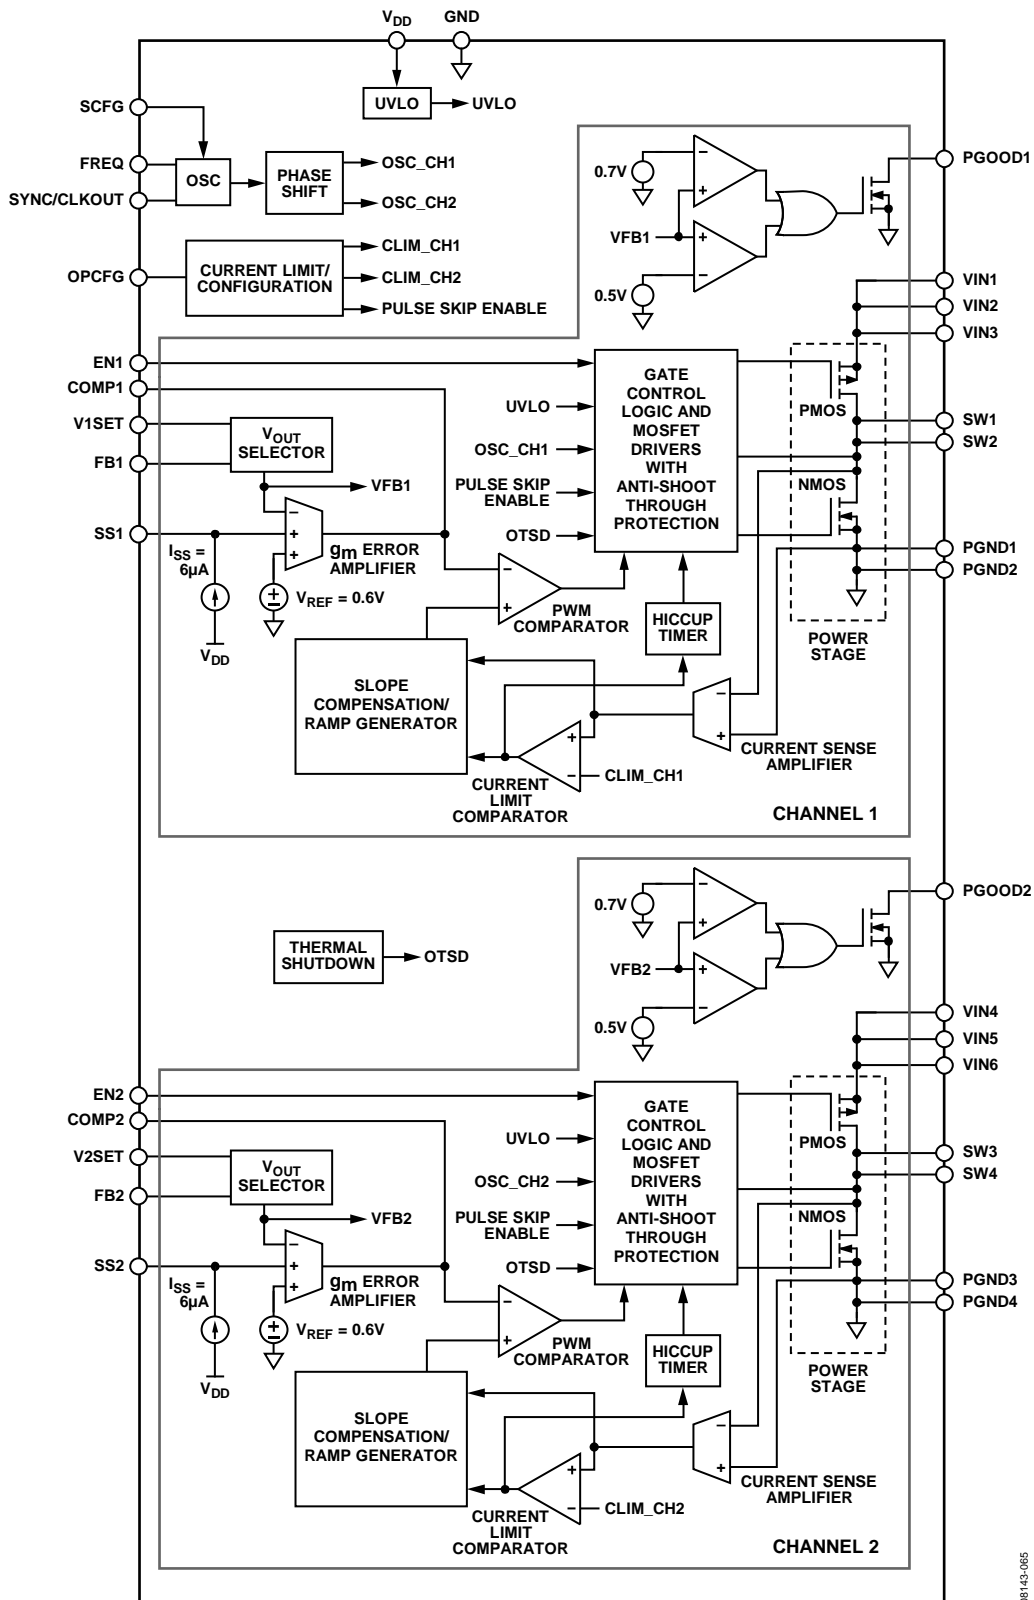 VDD
GND
SCFG
UVLO
UVLO
FREQ
SYNC/CLKOUT
OSC
PHASE
SHIFT
OSC_CH1
OSC_CH2
OPCFG
CURRENT LIMIT/
CONFIGURATION
CLIM_CH1
CLIM_CH2
PULSE SKIP ENABLE
0.7V
−
+
VFB1
+
−
0.5V
PGOOD1
VIN1
VIN2
VIN3
EN1
COMP1
V1SET
FB1
VOUT
SELECTOR
VFB1
SS1
ISS =
6µA
VDD
−
+
+
gm ERROR
AMPLIFIER
VREF = 0.6V
UVLO
OSC_CH1
PULSE SKIP
ENABLE
OTSD
GATE
CONTROL
LOGIC AND
MOSFET
DRIVERS
WITH
ANTI-SHOOT
THROUGH
PROTECTION
PMOS
NMOS
SW1
SW2
PGND1
PGND2
POWER
STAGE
−
+
PWM
COMPARATOR
HICCUP
TIMER
SLOPE
COMPENSATION/
RAMP GENERATOR
+
−
CLIM_CH1
CURRENT
LIMIT
COMPARATOR
−
+
CURRENT SENSE
AMPLIFIER
CHANNEL 1
THERMAL
SHUTDOWN
OTSD
0.7V
−
+
VFB2
+
−
0.5V
PGOOD2
VIN4
VIN5
VIN6
EN2
COMP2
V2SET
FB2
VOUT
SELECTOR
VFB2
SS2
ISS =
6µA
VDD
−
+
+
gm ERROR
AMPLIFIER
VREF = 0.6V
UVLO
OSC_CH2
PULSE SKIP
ENABLE
OTSD
GATE
CONTROL
LOGIC AND
MOSFET
DRIVERS
WITH
ANTI-SHOOT
THROUGH
PROTECTION
PMOS
NMOS
SW3
SW4
PGND3
PGND4
POWER
STAGE
−
+
PWM
COMPARATOR
HICCUP
TIMER
SLOPE
COMPENSATION/
RAMP GENERATOR
+
−
CLIM_CH2
CURRENT
LIMIT
COMPARATOR
−
+
CURRENT SENSE
AMPLIFIER
CHANNEL 2
08143-065